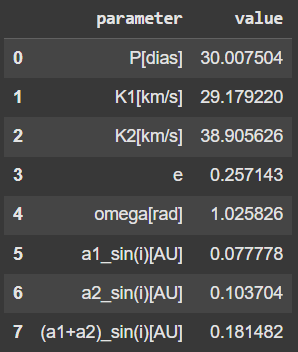 parameter value
0 P[dias] 30.007504
1 K1[km/s] 29.179220
2 K2[km/s] 38.905626
3 e 0.257143
4 omega[rad] 1.025826
5 a1_sin(i)[AU] 0.077778
6 a2_sin(i)[AU] 0.103704
7 (a1+a2)_sin(i)[AU] 0.181482